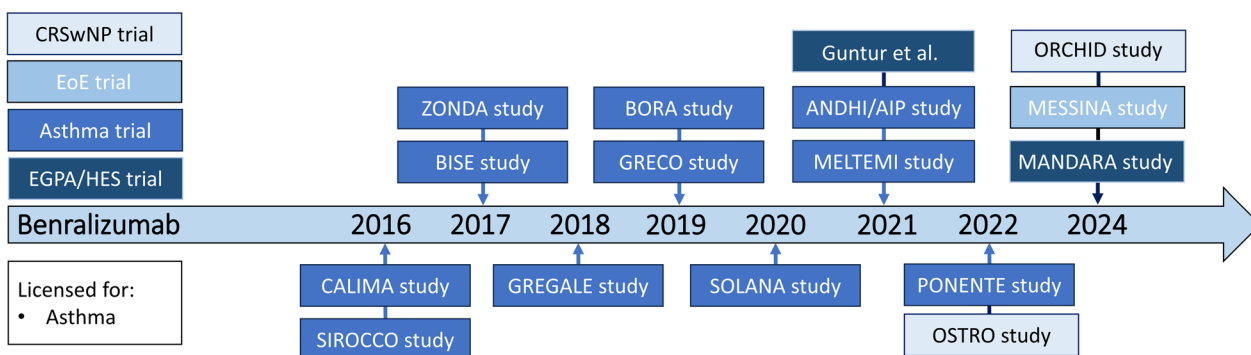 CRSwNP trial
EoE trial
Asthma trial
EGPA/HES trial
Guntur et al.
ORCHID study
ZONDA study
BORA study
ANDHI/AIP study
MESSINA study
BISE study
GRECO study
MELTEMI study
MANDARA study
Benralizumab 2016 2017 2018 2019 2020 2021 2022 2024
Licensed for:
• Asthma
CALIMA study
GREGALE study
SOLANA study
PONENTE study
SIROCCO study
OSTRO study